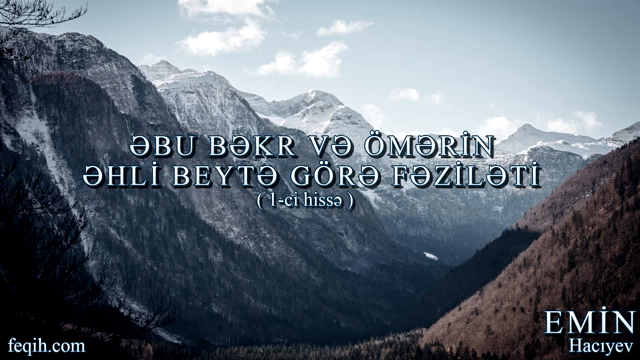 ƏBU BƏKR VƏ ÖMƏRİN
ƏHLİ BEYTƏ GÖRƏ FƏZİLƏTİ
( 1-ci hissə )
EMİN
Hacıyev
feqih.com